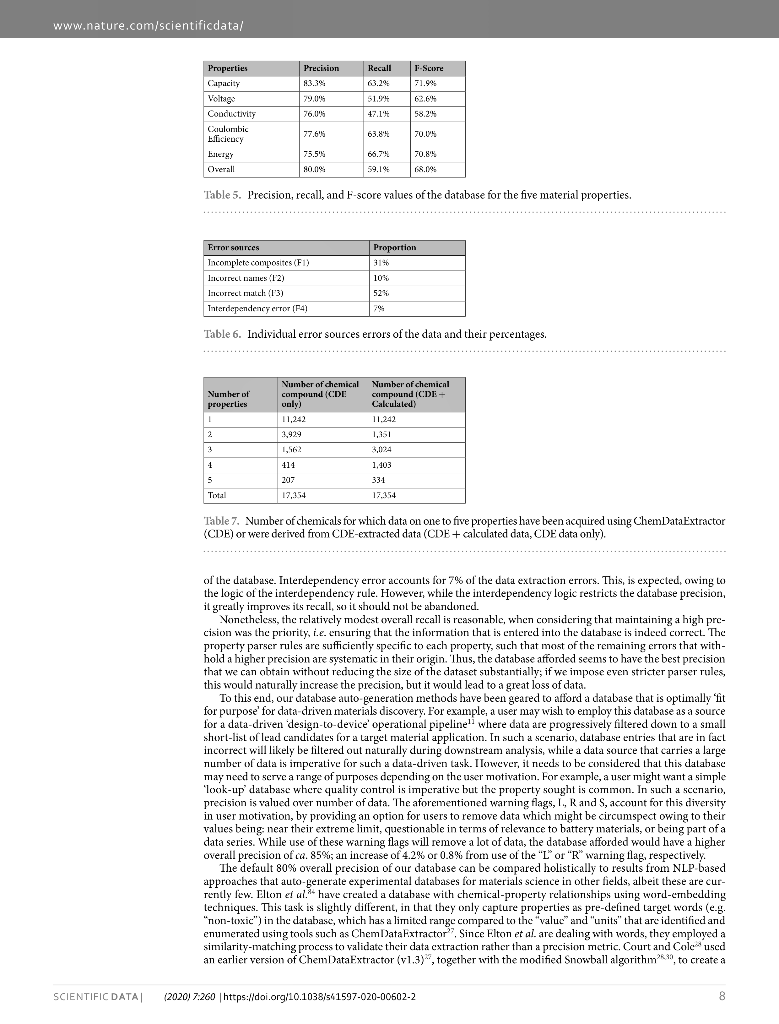 www.nature.com/scientificdata/
Properties Precision Recall F-Score
Capacity 83.3% 63.2% 71.9%
Voltage 79.0% 51.9% 62.6%
Conductivity 76.0% 47.1% 58.2%
Coulombic
Efficiency 77.6% 63.8% 70.0%
Energy 75.5% 66.7% 70.8%
Overall 80.0% 59.1% 68.0%
Table 5. Precision, recall, and F-score values of the database for the five material properties.
Error sources Proportion
Incomplete composites (F1) 31%
Incorrect names (F2) 10%
Incorrect match (F3) 52%
Interdependency error (F4) 7%
Table 6. Individual error sources errors of the data and their percentages.
Number of
properties
Number of chemical
compound (CDE
only)
Number of chemical
compound (CDE +
Calculated)
1 11,242 11,242
2 3,929 1,351
3 1,562 3,024
4 414 1,403
5 207 334
Total 17,354 17,354
Table 7. Number of chemicals for which data on one to five properties have been acquired using ChemDataExtractor
(CDE) or were derived from CDE-extracted data (CDE + calculated data, CDE data only).
of the database. Interdependency error accounts for 7% of the data extraction errors. This, is expected, owing to
the logic of the interdependency rule. However, while the interdependency logic restricts the database precision,
it greatly improves its recall, so it should not be abandoned.
Nonetheless, the relatively modest overall recall is reasonable, when considering that maintaining a high pre-
cision was the priority, i.e. ensuring that the information that is entered into the database is indeed correct. The
property parser rules are sufficiently specific to each property, such that most of the remaining errors that with-
hold a higher precision are systematic in their origin. Thus, the database afforded seems to have the best precision
that we can obtain without reducing the size of the dataset substantially; if we impose even stricter parser rules,
this would naturally increase the precision, but it would lead to a great loss of data.
To this end, our database auto-generation methods have been geared to afford a database that is optimally ‘fit
for purpose’ for data-driven materials discovery. For example, a user may wish to employ this database as a source
for a data-driven ‘design-to-device’ operational pipeline11 where data are progressively filtered down to a small
short-list of lead candidates for a target material application. In such a scenario, database entries that are in fact
incorrect will likely be filtered out naturally during downstream analysis, while a data source that carries a large
number of data is imperative for such a data-driven task. However, it needs to be considered that this database
may need to serve a range of purposes depending on the user motivation. For example, a user might want a simple
‘look-up’ database where quality control is imperative but the property sought is common. In such a scenario,
precision is valued over number of data. The aforementioned warning flags, L, R and S, account for this diversity
in user motivation, by providing an option for users to remove data which might be circumspect owing to their
values being: near their extreme limit, questionable in terms of relevance to battery materials, or being part of a
data series. While use of these warning flags will remove a lot of data, the database afforded would have a higher
overall precision of ca. 85%; an increase of 4.2% or 0.8% from use of the “L” or “R” warning flag, respectively.
The default 80% overall precision of our database can be compared holistically to results from NLP-based
approaches that auto-generate experimental databases for materials science in other fields, albeit these are cur-
rently few. Elton et al.84 have created a database with chemical-property relationships using word-embedding
techniques. This task is slightly different, in that they only capture properties as pre-defined target words (e.g.
“non-toxic”) in the database, which has a limited range compared to the “value” and “units” that are identified and
enumerated using tools such as ChemDataExtractor27. Since Elton et al. are dealing with words, they employed a
similarity-matching process to validate their data extraction rather than a precision metric. Court and Cole28 used
an earlier version of ChemDataExtractor (v1.3)27, together with the modified Snowball algorithm28,30, to create a
SCIENTIFIC DATA | (2020) 7:260 | https://doi.org/10.1038/s41597-020-00602-2 8